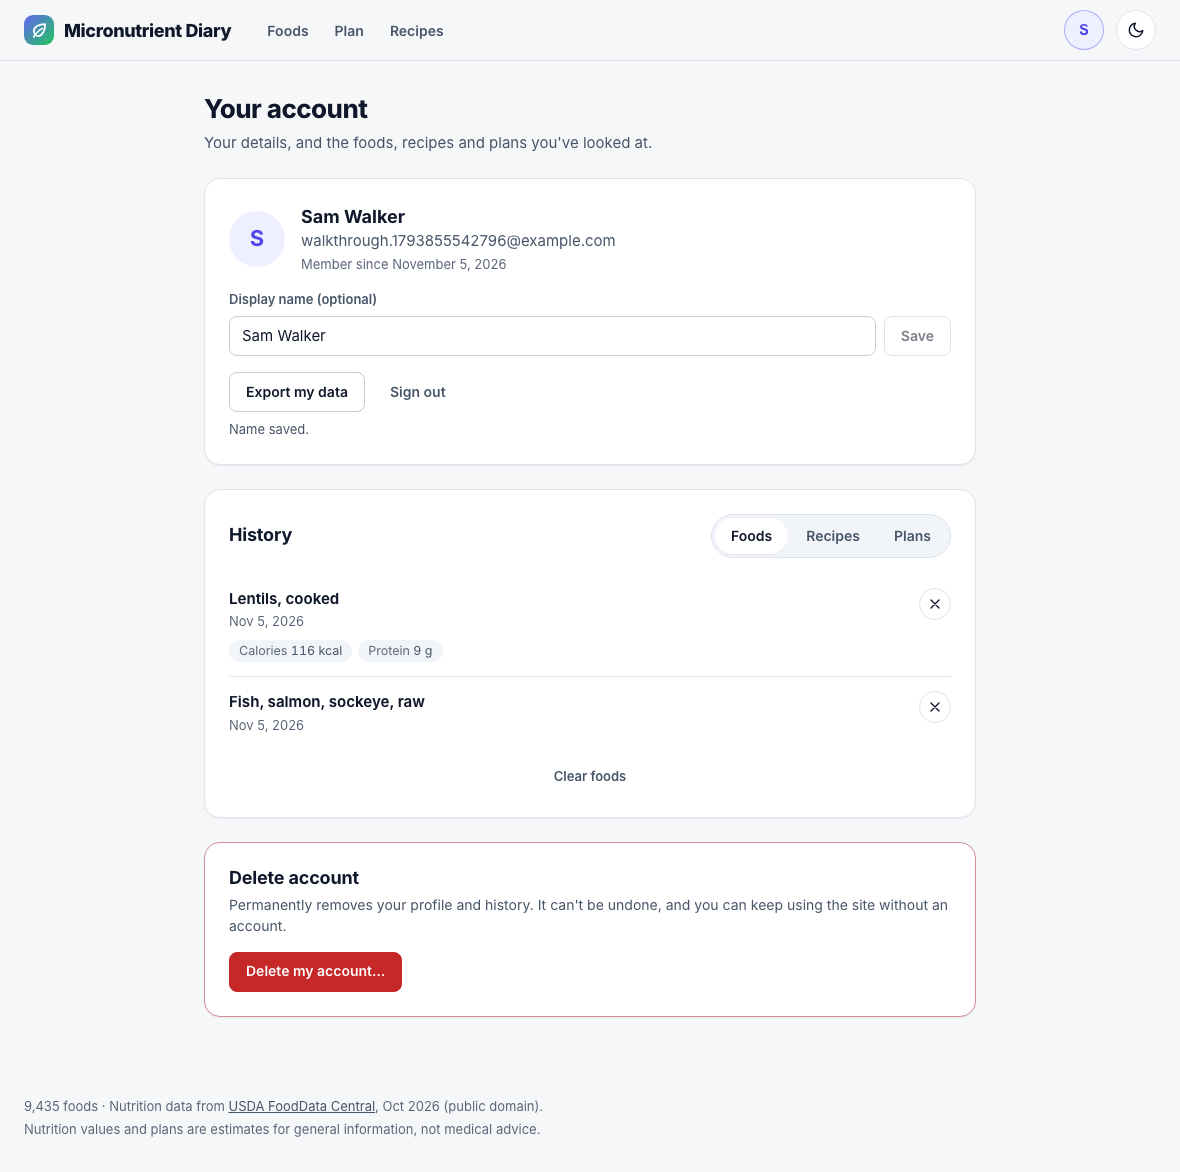 Micronutrient Diary
Foods
Plan
Recipes
S
Your account
Your details, and the foods, recipes and plans you've looked at.
S
Sam Walker
walkthrough.1793855542796@example.com
Member since November 5, 2026
Display name (optional)
Sam Walker
Save
Export my data
Sign out
Name saved.
History
Foods
Recipes
Plans
Lentils, cooked
Nov 5, 2026
Calories 116 kcal
Protein 9 g
Fish, salmon, sockeye, raw
Nov 5, 2026
Clear foods
Delete account
Permanently removes your profile and history. It can't be undone, and you can keep using the site without an
account.
Delete my account...
9,435 foods · Nutrition data from USDA FoodData Central, Oct 2026 (public domain).
Nutrition values and plans are estimates for general information, not medical advice.